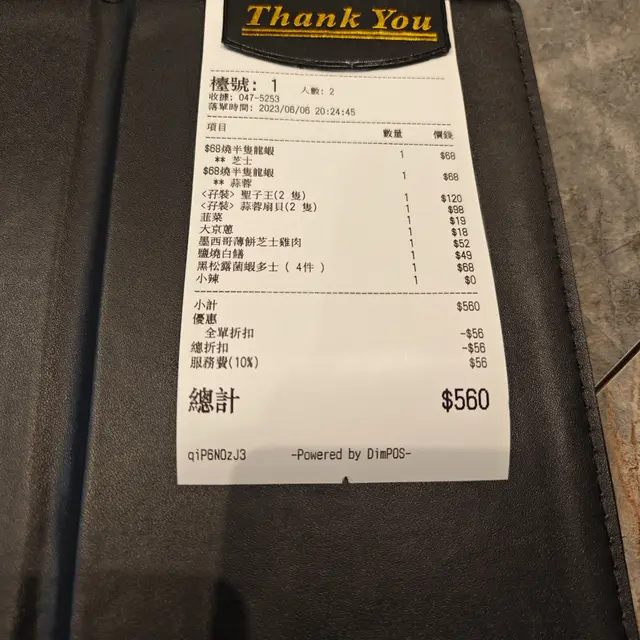 Thank You
檯號: 1 人數: 2
收據: 047-5253
落單時間: 2023/06/06 20:24:45
項目 數量 價錢
$68燒半隻龍蝦 1 $68
** 芝士
$68燒半隻龍蝦 1 $68
** 蒜蓉
<孖裝> 聖子王(2 隻) 1 $120
<孖裝> 蒜蓉扇貝(2 隻) 1 $98
韮菜 1 $19
大京蔥 1 $18
墨西哥薄餅芝士雞肉 1 $52
鹽燒白鱔 1 $49
黑松露菌蝦多士 ( 4件 ) 1 $68
小辣 1 $0
小計 $560
優惠
全單折扣 -$56
總折扣 -$56
服務費(10%) $56
總計 $560
qiP6NOzJ3 -Powered by DimPOS-